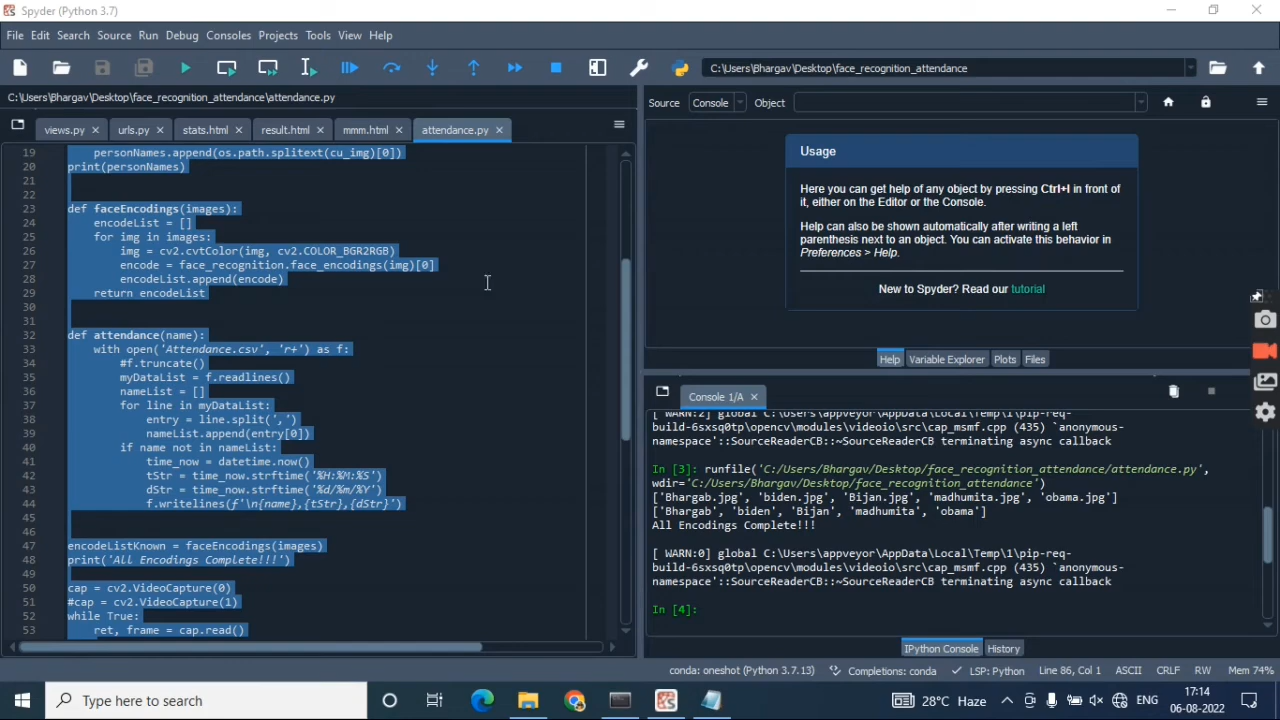 Spyder (Python 3.7)
File Edit Search Source Run Debug Consoles Projects Tools View Help
C:\Users\Bhargav\Desktop\face_recognition_attendance
C:\Users\Bhargav\Desktop\face_recognition_attendance\attendance.py
views.py urls.py stats.html result.html mmm.html attendance.py
19 personNames.append(os.path.splitext(cu_img)[0])
20 print(personNames)
21
22
23 def faceEncodings(images):
24 encodeList = []
25 for img in images:
26 img = cv2.cvtColor(img, cv2.COLOR_BGR2RGB)
27 encode = face_recognition.face_encodings(img)[0]
28 encodeList.append(encode)
29 return encodeList
30
31
32 def attendance(name):
33 with open('Attendance.csv', 'r+') as f:
34 #f.truncate()
35 myDataList = f.readlines()
36 nameList = []
37 for line in myDataList:
38 entry = line.split(',')
39 nameList.append(entry[0])
40 if name not in nameList:
41 time_now = datetime.now()
42 tStr = time_now.strftime('%H:%M:%S')
43 dStr = time_now.strftime('%d/%m/%Y')
44 f.writelines(f'\n{name},{tStr},{dStr}')
45
46
47 encodeListKnown = faceEncodings(images)
48 print('All Encodings Complete!!!')
49
50 cap = cv2.VideoCapture(0)
51 #cap = cv2.VideoCapture(1)
52 while True:
53 ret, frame = cap.read()
Source Console Object
Usage
Here you can get help of any object by pressing Ctrl+I in front of
it, either on the Editor or the Console.
Help can also be shown automatically after writing a left
parenthesis next to an object. You can activate this behavior in
Preferences > Help.
New to Spyder? Read our tutorial
Help Variable Explorer Plots Files
Console 1/A
[ WARN:2] global C:\Users\appveyor\AppData\Local\Temp\1\pip-req-
build-6sxsq0tp\opencv\modules\videoio\src\cap_msmf.cpp (435) `anonymous-
namespace'::SourceReaderCB::~SourceReaderCB terminating async callback
In [3]: runfile('C:/Users/Bhargav/Desktop/face_recognition_attendance/attendance.py',
wdir='C:/Users/Bhargav/Desktop/face_recognition_attendance')
['Bhargab.jpg', 'biden.jpg', 'Bijan.jpg', 'madhumita.jpg', 'obama.jpg']
['Bhargab', 'biden', 'Bijan', 'madhumita', 'obama']
All Encodings Complete!!!
[ WARN:0] global C:\Users\appveyor\AppData\Local\Temp\1\pip-req-
build-6sxsq0tp\opencv\modules\videoio\src\cap_msmf.cpp (435) `anonymous-
namespace'::SourceReaderCB::~SourceReaderCB terminating async callback
In [4]:
IPython Console History
conda: oneshot (Python 3.7.13) Completions: conda LSP: Python Line 86, Col 1 ASCII CRLF RW Mem 74%
Type here to search
28°C Haze
ENG
17:14
06-08-2022